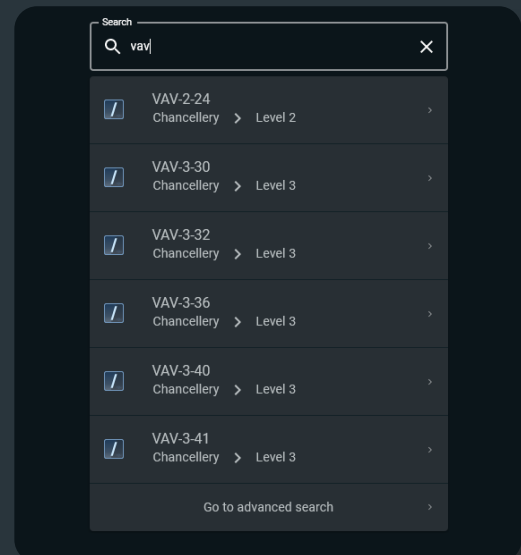 Search
vav
VAV-2-24
Chancellery Level 2
VAV-3-30
Chancellery Level 3
VAV-3-32
Chancellery Level 3
VAV-3-36
Chancellery Level 3
VAV-3-40
Chancellery Level 3
VAV-3-41
Chancellery Level 3
Go to advanced search